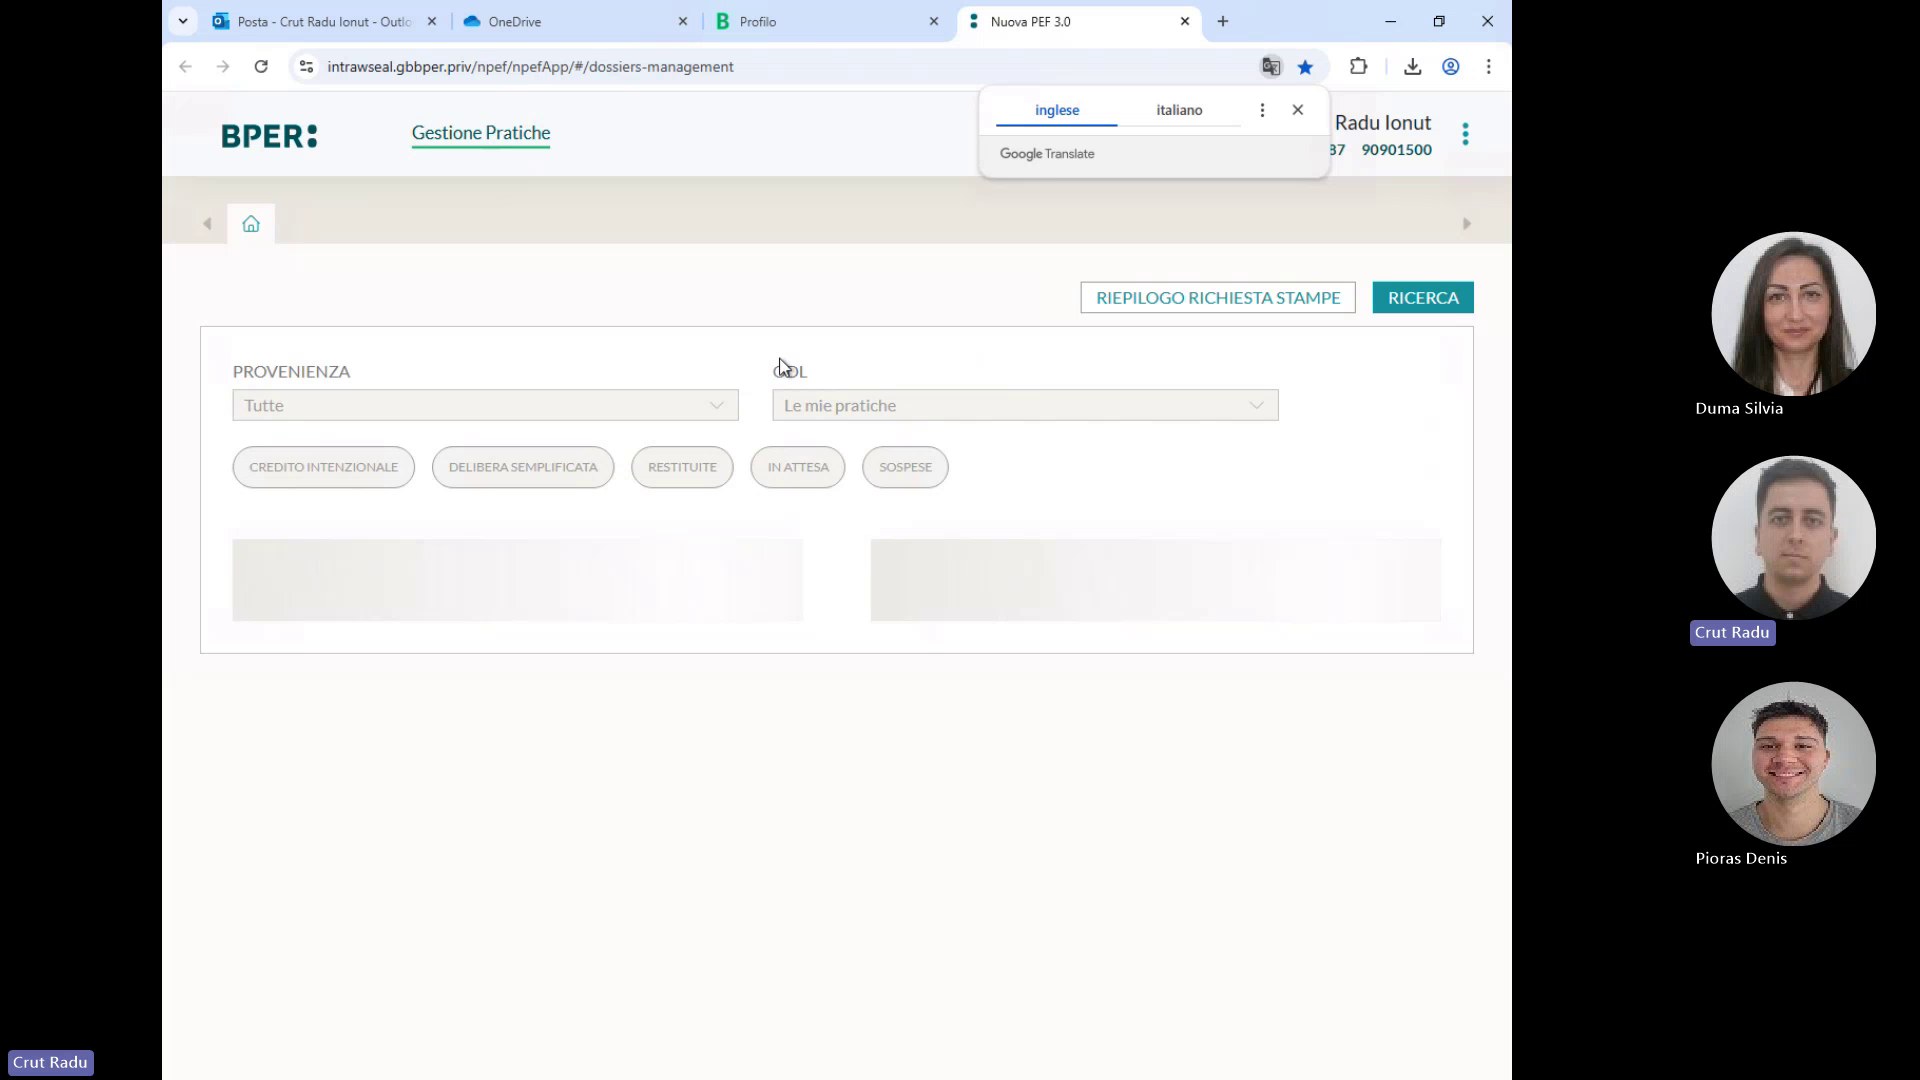 Posta - Crut Radu Ionut - Outlo
OneDrive
Profilo
Nuova PEF 3.0
intrawseal.gbbper.priv/npef/npefApp/#/dossiers-management
inglese
italiano
Google Translate
BPER:
Gestione Pratiche
Radu Ionut
87 90901500
RIEPILOGO RICHIESTA STAMPE
RICERCA
PROVENIENZA
Tutte
Le mie pratiche
CREDITO INTENZIONALE
DELIBERA SEMPLIFICATA
RESTITUITE
IN ATTESA
SOSPESE
Duma Silvia
Crut Radu
Pioras Denis
Crut Radu